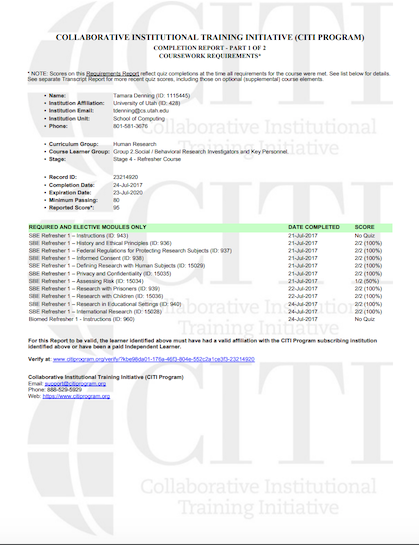 COLLABORATIVE INSTITUTIONAL TRAINING INITIATIVE (CITI PROGRAM)
COMPLETION REPORT - PART 1 OF 2
COURSEWORK REQUIREMENTS*
* NOTE: Scores on this Requirements Report reflect quiz completions at the time all requirements for the course were met. See list below for details.
See separate Transcript Report for more recent quiz scores, including those on optional (supplemental) course elements.
• Name: Tamara Denning (ID: 1115445)
• Institution Affiliation: University of Utah (ID: 428)
• Institution Email: tdenning@cs.utah.edu
• Institution Unit: School of Computing
• Phone: 801-581-3676
• Curriculum Group: Human Research
• Course Learner Group: Group 2 Social / Behavioral Research Investigators and Key Personnel.
• Stage: Stage 4 - Refresher Course
• Record ID: 23214920
• Completion Date: 24-Jul-2017
• Expiration Date: 23-Jul-2020
• Minimum Passing: 80
• Reported Score*: 95
REQUIRED AND ELECTIVE MODULES ONLY DATE COMPLETED SCORE
SBE Refresher 1 – Instructions (ID: 943) 21-Jul-2017 No Quiz
SBE Refresher 1 – History and Ethical Principles (ID: 936) 21-Jul-2017 2/2 (100%)
SBE Refresher 1 – Federal Regulations for Protecting Research Subjects (ID: 937) 21-Jul-2017 2/2 (100%)
SBE Refresher 1 – Informed Consent (ID: 938) 21-Jul-2017 2/2 (100%)
SBE Refresher 1 – Defining Research with Human Subjects (ID: 15029) 21-Jul-2017 2/2 (100%)
SBE Refresher 1 – Privacy and Confidentiality (ID: 15035) 21-Jul-2017 2/2 (100%)
SBE Refresher 1 – Assessing Risk (ID: 15034) 21-Jul-2017 1/2 (50%)
SBE Refresher 1 – Research with Prisoners (ID: 939) 22-Jul-2017 2/2 (100%)
SBE Refresher 1 – Research with Children (ID: 15036) 22-Jul-2017 2/2 (100%)
SBE Refresher 1 – Research in Educational Settings (ID: 940) 24-Jul-2017 2/2 (100%)
SBE Refresher 1 – International Research (ID: 15028) 24-Jul-2017 2/2 (100%)
Biomed Refresher 1 - Instructions (ID: 960) 24-Jul-2017 No Quiz
For this Report to be valid, the learner identified above must have had a valid affiliation with the CITI Program subscribing institution
identified above or have been a paid Independent Learner.
Verify at:
Collaborative Institutional Training Initiative (CITI Program)
Email: support@citiprogram.org
Phone: 888-529-5929
Web: https://www.citiprogram.org
CITI
Collaborative Institutional
Training Initiative
CITI
Collaborative Institutional
Training Initiative
CITI
Collaborative Institutional
Training Initiative